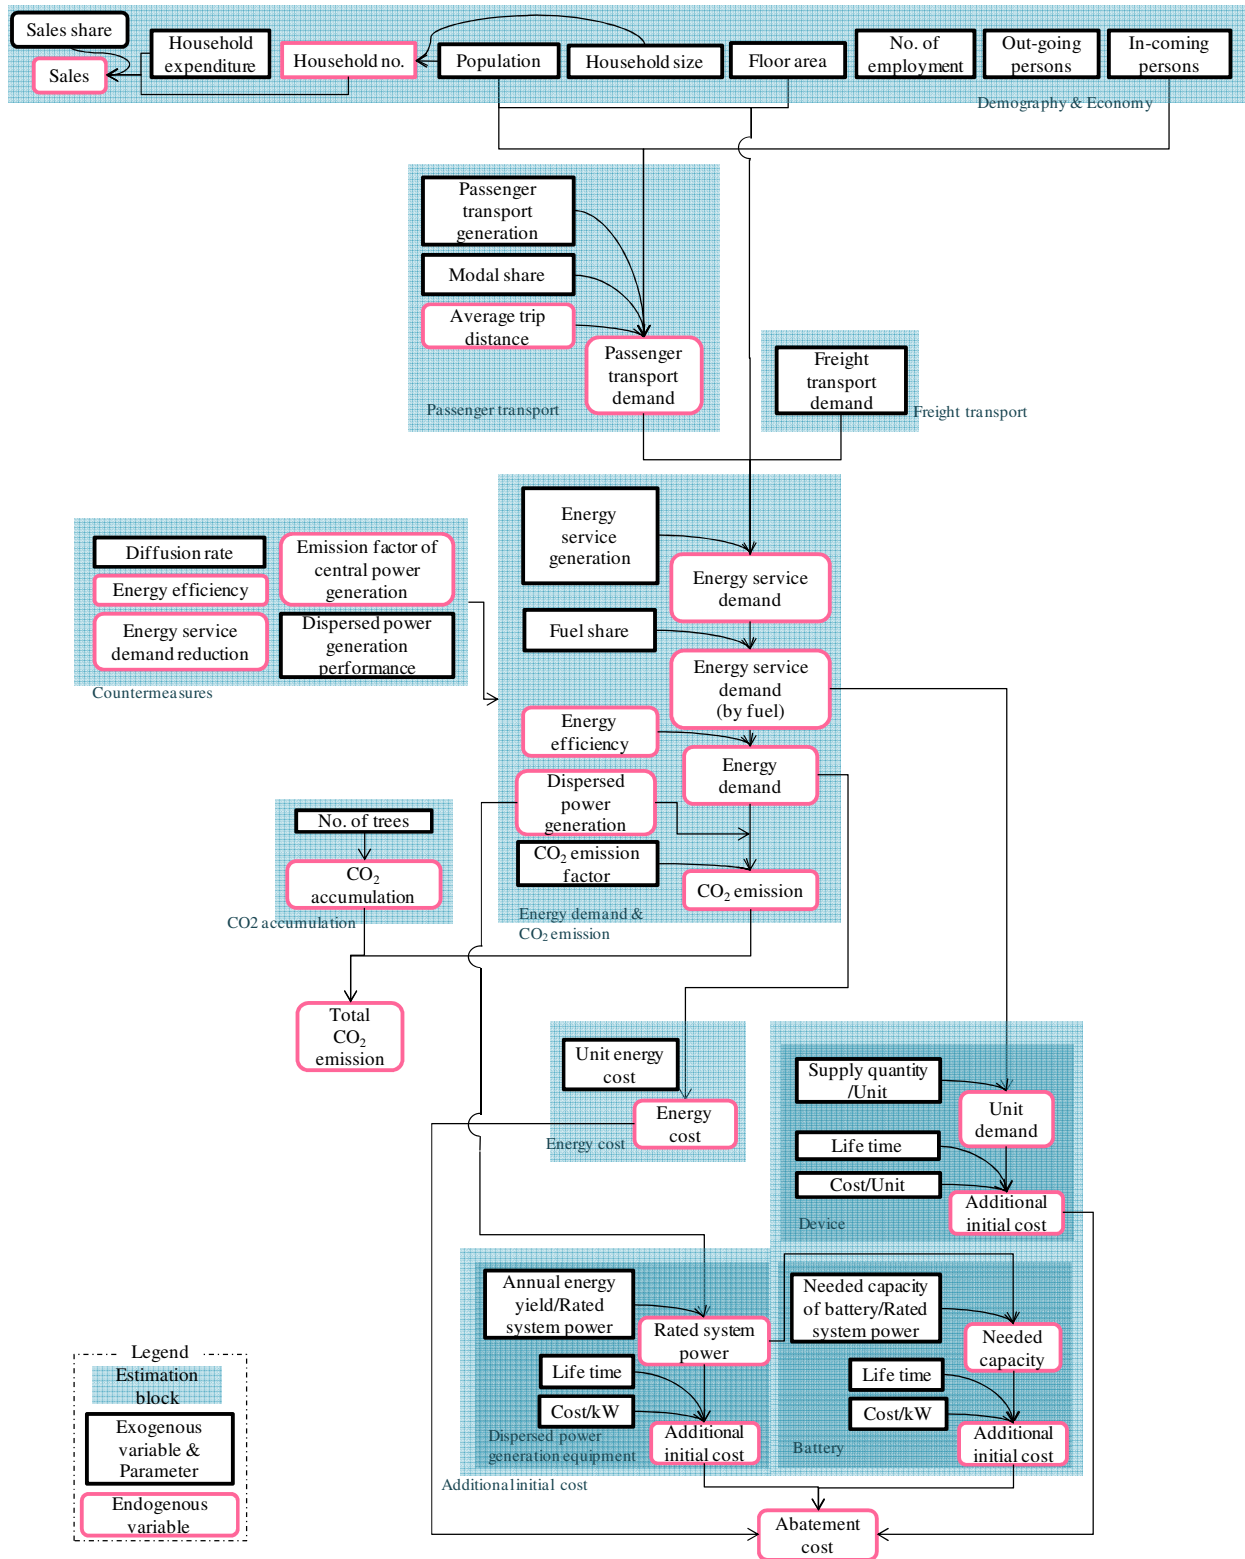 Sales share
Sales
Household
expenditure
Household no.
Population
Household size
Floor area
No. of
employment
Out-going
persons
In-coming
persons
Demography & Economy
Passenger
transport
generation
Modal share
Average trip
distance
Passenger
transport
demand
Passenger transport
Freight
transport
demand
Freight transport
Diffusion rate
Energy efficiency
Energy service
demand reduction
Emission factor of
central power
generation
Dispersed power
generation
performance
Countermeasures
Energy
service
generation
Energy service
demand
Fuel share
Energy service
demand
(by fuel)
Energy
efficiency
Energy
demand
Dispersed
power
generation
CO₂ emission
factor
CO₂ emission
Energy demand &
CO₂ emission
No. of trees
CO₂
accumulation
CO2 accumulation
Total
CO₂
emission
Unit energy
cost
Energy
cost
Energy cost
Supply quantity
/Unit
Unit
demand
Life time
Cost/Unit
Additional
initial cost
Device
Annual energy
yield/Rated
system power
Rated system
power
Life time
Cost/kW
Additional
initial cost
Dispersed power
generation equipment
Needed capacity
of battery/Rated
system power
Needed
capacity
Life time
Cost/kW
Additional
initial cost
Battery
Additional initial cost
Abatement
cost
Legend
Estimation
block
Exogenous
variable &
Parameter
Endogenous
variable